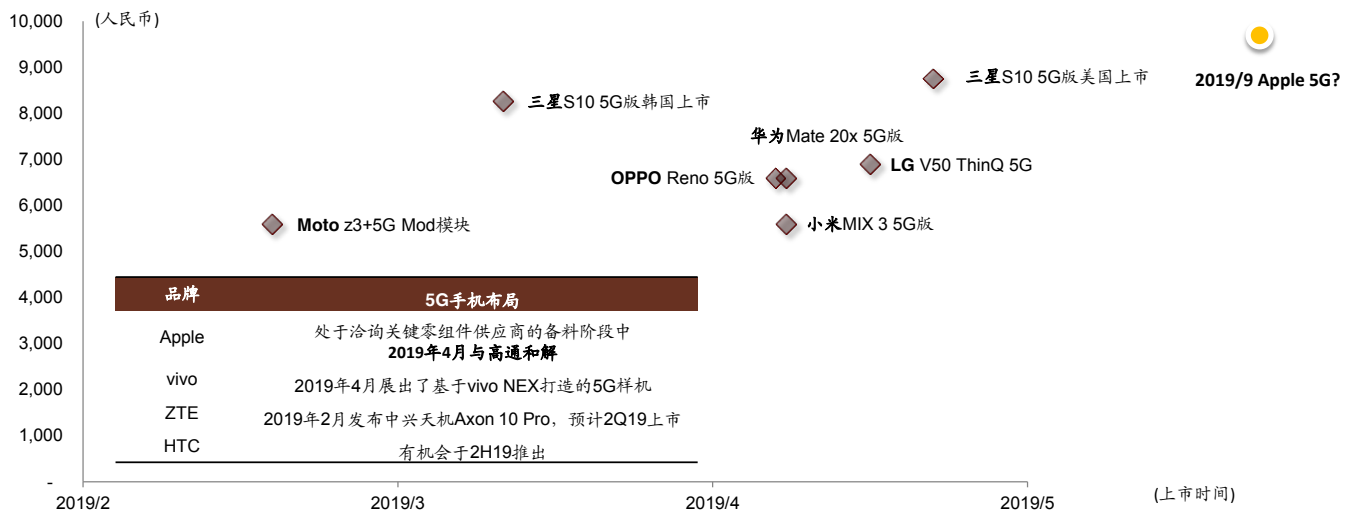 10,000 (人民币)
9,000
8,000
7,000
6,000
5,000
4,000
3,000
2,000
1,000
-
三星S10 5G版美国上市
2019/9 Apple 5G?
三星S10 5G版韩国上市
华为Mate 20x 5G版
LG V50 ThinQ 5G
OPPO Reno 5G版
Moto z3+5G Mod模块
小米MIX 3 5G版
品牌 5G手机布局
Apple 处于洽询关键零组件供应商的备料阶段中
2019年4月与高通和解
vivo 2019年4月展出了基于vivo NEX打造的5G样机
ZTE 2019年2月发布中兴天机Axon 10 Pro，预计2Q19上市
HTC 有机会于2H19推出
2019/2 2019/3 2019/4 2019/5 (上市时间)